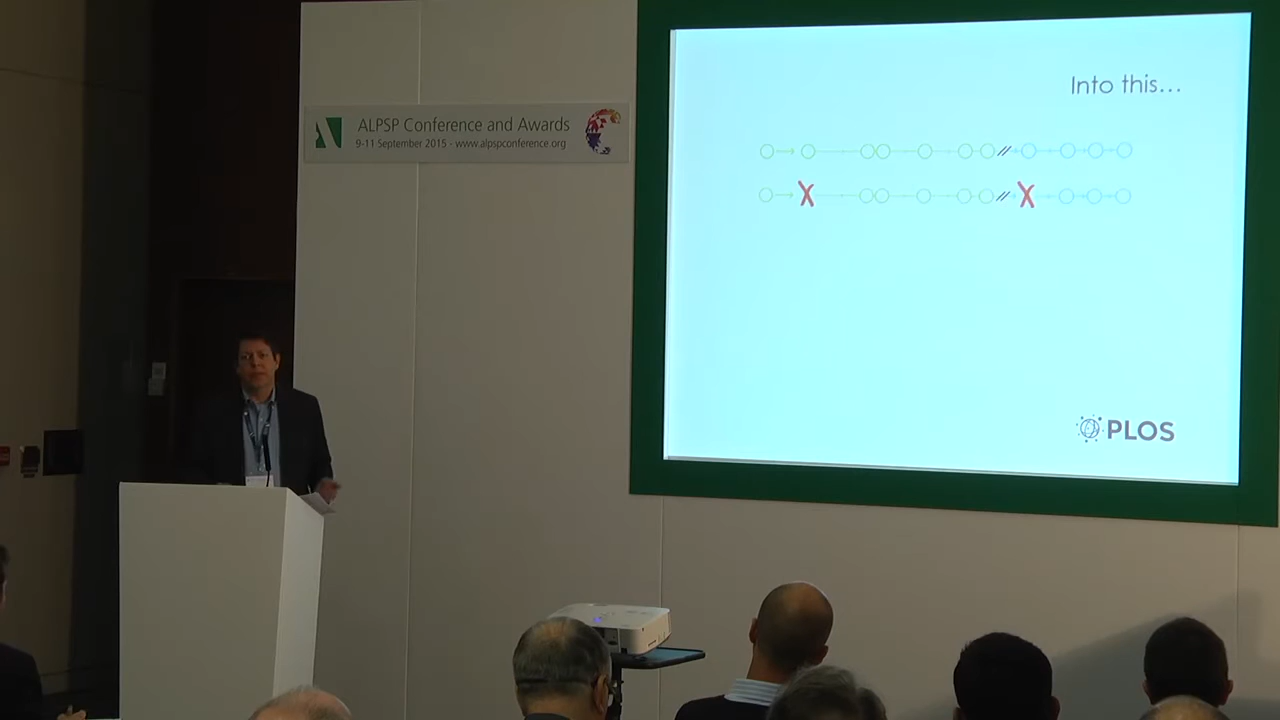 ALPSP Conference and Awards
9-11 September 2015 - www.alpspconference.org
Into this...
X X
PLOS